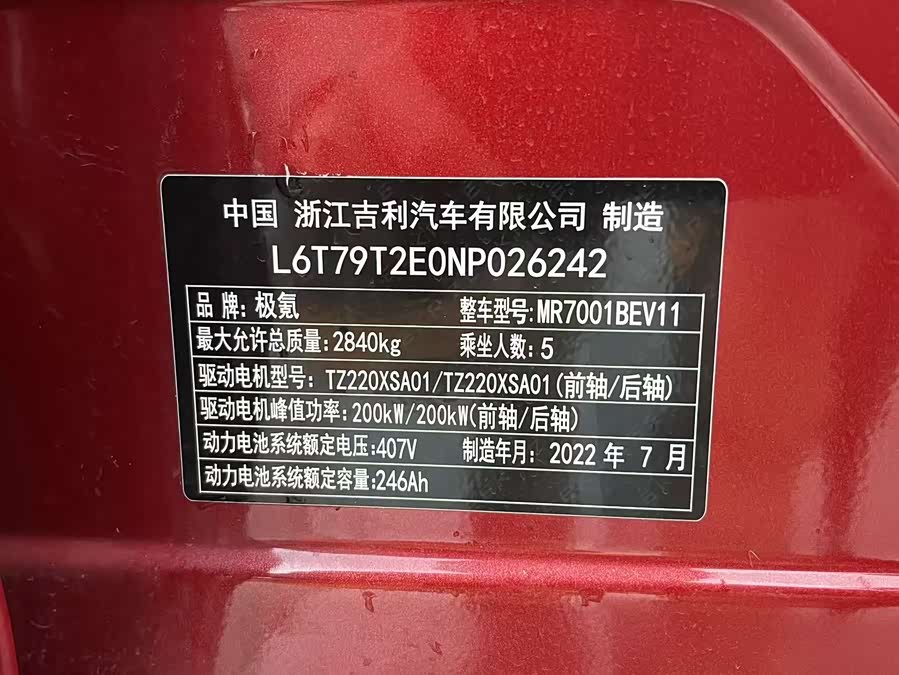 中国 浙江吉利汽车有限公司 制造
L6T79T2E0NP026242
品 牌: 极氪 整车型号: MR7001BEV11
最大允许总质量: 2840kg 乘坐人数: 5
驱动电机型号: TZ220XSA01/TZ220XSA01(前轴/后轴)
驱动电机峰值功率: 200kW/200kW(前轴/后轴)
动力电池系统额定电压: 407V 制造年月: 2022 年 7 月
动力电池系统额定容量: 246Ah